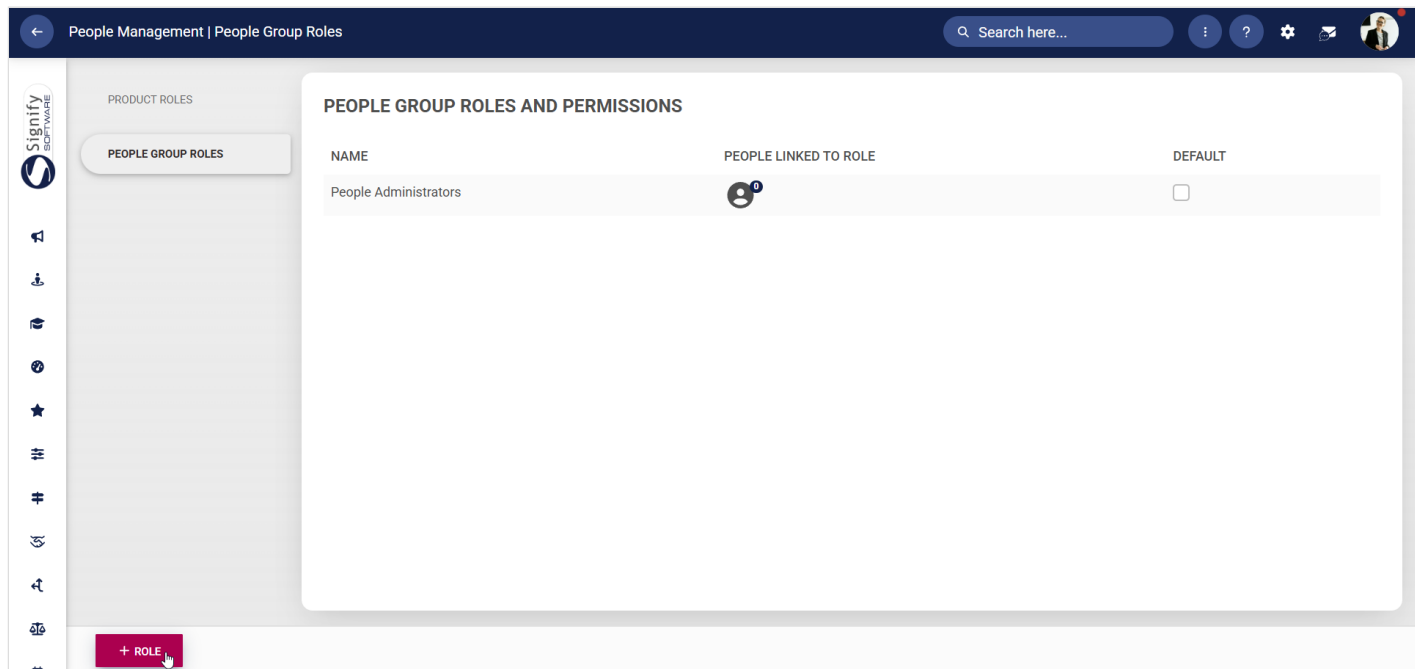 People Management | People Group Roles
Search here...
?
Signify
SOFTWARE
PRODUCT ROLES
PEOPLE GROUP ROLES
PEOPLE GROUP ROLES AND PERMISSIONS
NAME PEOPLE LINKED TO ROLE DEFAULT
People Administrators 0
+ ROLE